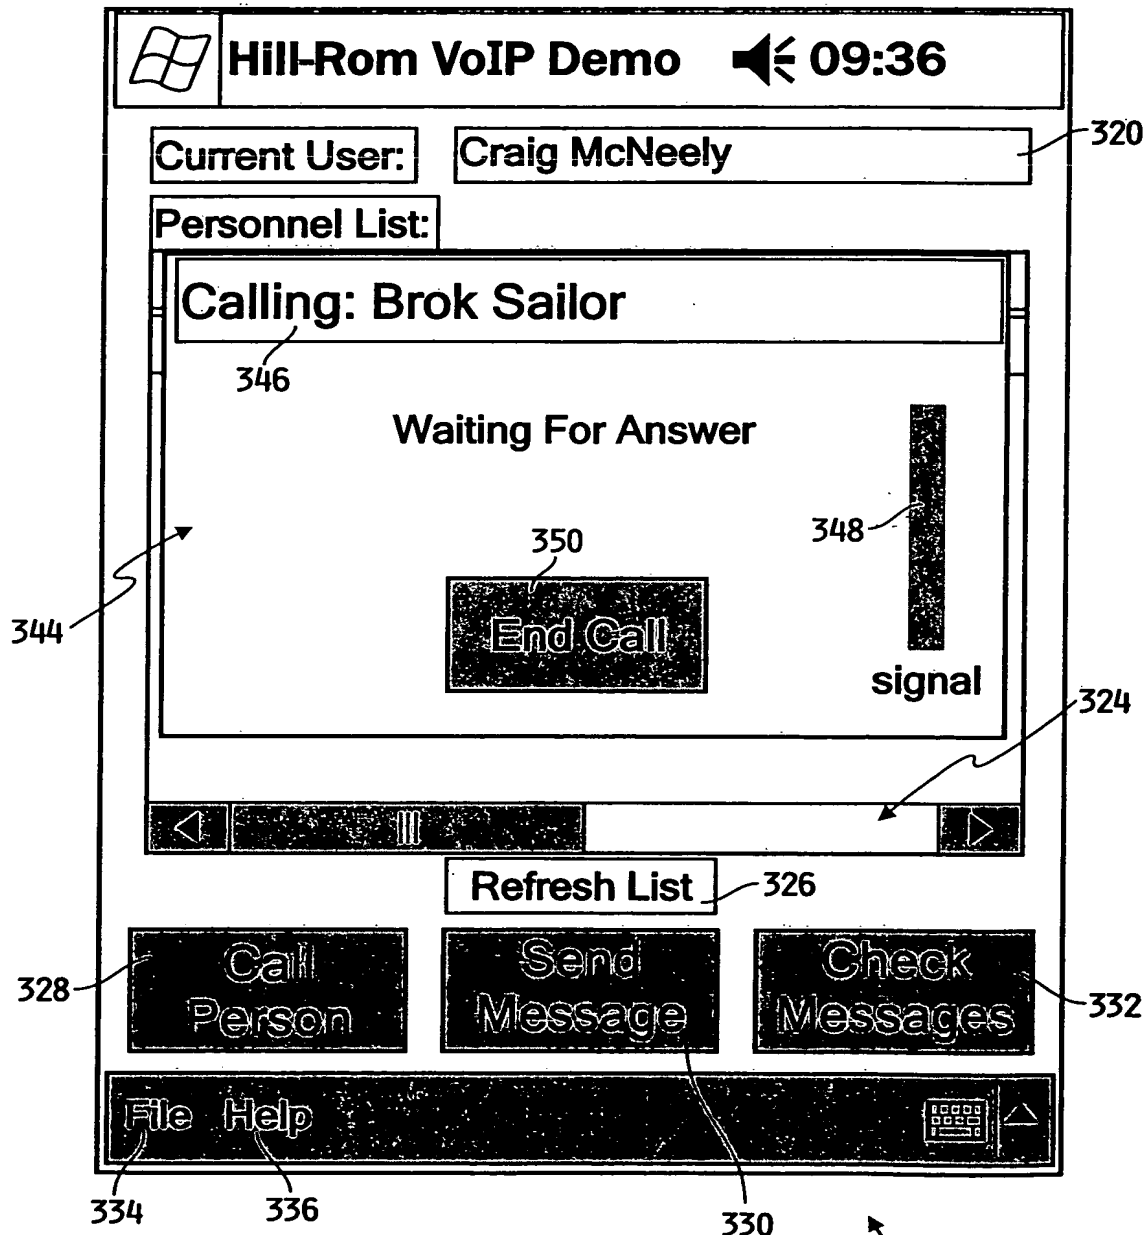 Hill-Rom VoIP Demo 09:36
Current User: Craig McNeely 320
Personnel List:
Calling: Brok Sailor
346
Waiting For Answer
348
350
344
End Call
signal
324
Refresh List 326
328
Call Person
Send Message
Check Messages
332
File Help
334 336 330